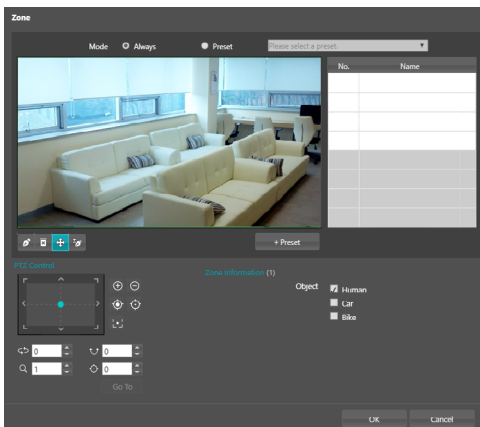 Zone
Mode Always Preset Please select a preset.
No. Name
+ Preset
PTZ Control
Zone Information (1)
Object Human
Car
Bike
0 0
1 0
Go To
OK Cancel